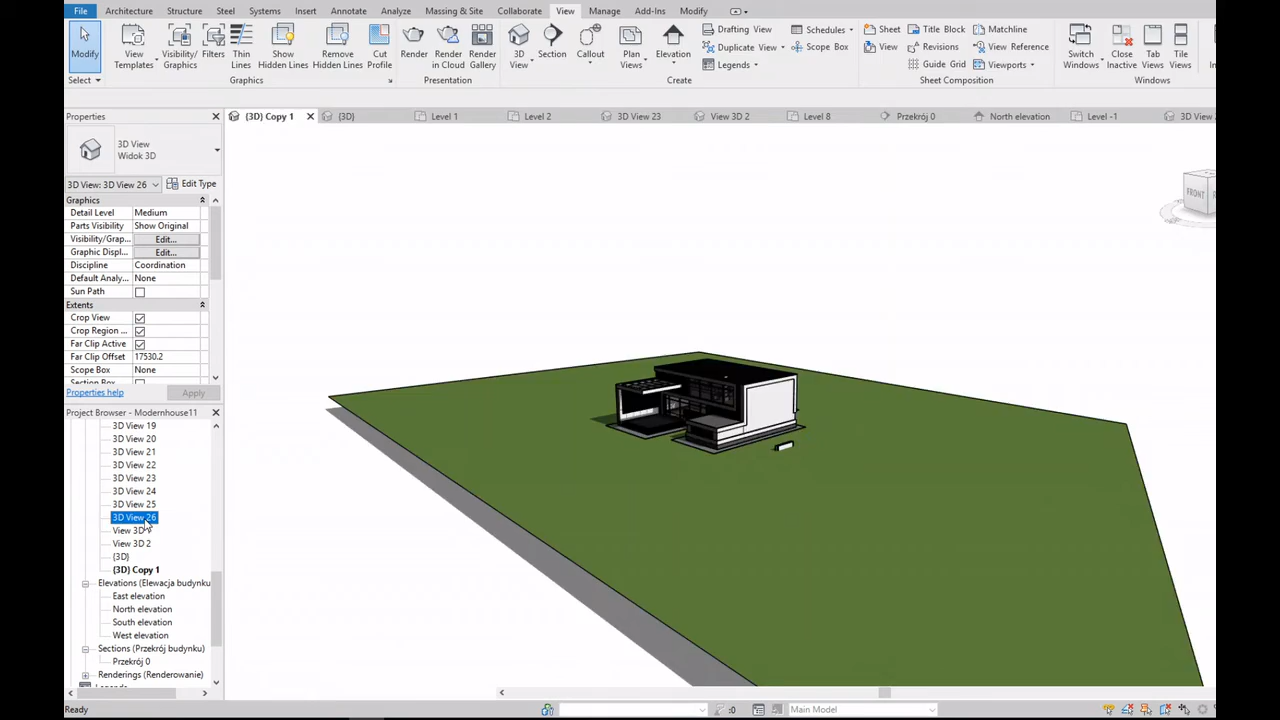 File Architecture Structure Steel Systems Insert Annotate Analyze Massing & Site Collaborate View Manage Add-Ins Modify
Modify View Templates Visibility/ Graphics Filters Thin Lines Show Hidden Lines Remove Hidden Lines Cut Profile Render Render in Cloud Render Gallery 3D View Section Callout Plan Views Elevation Drafting View Schedules Sheet Title Block Matchline Switch Windows Close Inactive Tab Views Tile Views
Duplicate View Scope Box View Revisions View Reference
Legends Guide Grid Viewports
Select Graphics Presentation Create Sheet Composition Windows
Properties
{3D} Copy 1 {3D} Level 1 Level 2 3D View 23 View 3D 2 Level 8 Przekrój 0 North elevation Level -1 3D View
3D View
Widok 3D
3D View: 3D View 26 Edit Type
Graphics
Detail Level Medium
Parts Visibility Show Original
Visibility/Grap... Edit...
Graphic Displ... Edit...
Discipline Coordination
Default Analy... None
Sun Path
Extents
Crop View
Crop Region ...
Far Clip Active
Far Clip Offset 17530.2
Scope Box None
Section Box
Properties help Apply
FRONT
Project Browser - Modernhouse11
3D View 19
3D View 20
3D View 21
3D View 22
3D View 23
3D View 24
3D View 25
3D View 26
View 3D
View 3D 2
{3D}
{3D} Copy 1
Elevations (Elewacja budynku
East elevation
North elevation
South elevation
West elevation
Sections (Przekrój budynku)
Przekrój 0
Renderings (Renderowanie)
Legends
Ready :0 Main Model